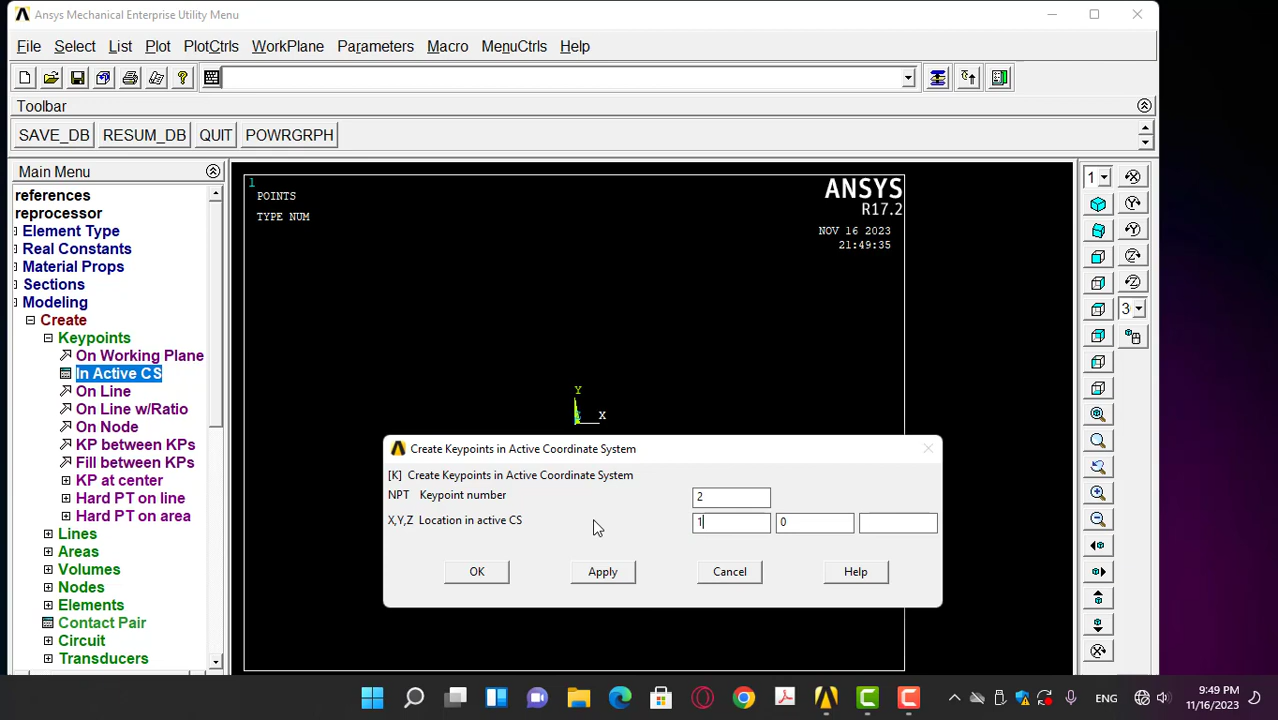 Ansys Mechanical Enterprise Utility Menu
File Select List Plot PlotCtrls WorkPlane Parameters Macro MenuCtrls Help
Toolbar
SAVE_DB RESUM_DB QUIT POWRGRPH
Main Menu
references
reprocessor
Element Type
Real Constants
Material Props
Sections
Modeling
Create
Keypoints
On Working Plane
In Active CS
On Line
On Line w/Ratio
On Node
KP between KPs
Fill between KPs
KP at center
Hard PT on line
Hard PT on area
Lines
Areas
Volumes
Nodes
Elements
Contact Pair
Circuit
Transducers
1
POINTS
TYPE NUM
ANSYS
R17.2
NOV 16 2023
21:49:35
Y
X
1
3
Create Keypoints in Active Coordinate System
[K] Create Keypoints in Active Coordinate System
NPT Keypoint number 2
X,Y,Z Location in active CS 1 0
OK Apply Cancel Help
ENG
9:49 PM
11/16/2023